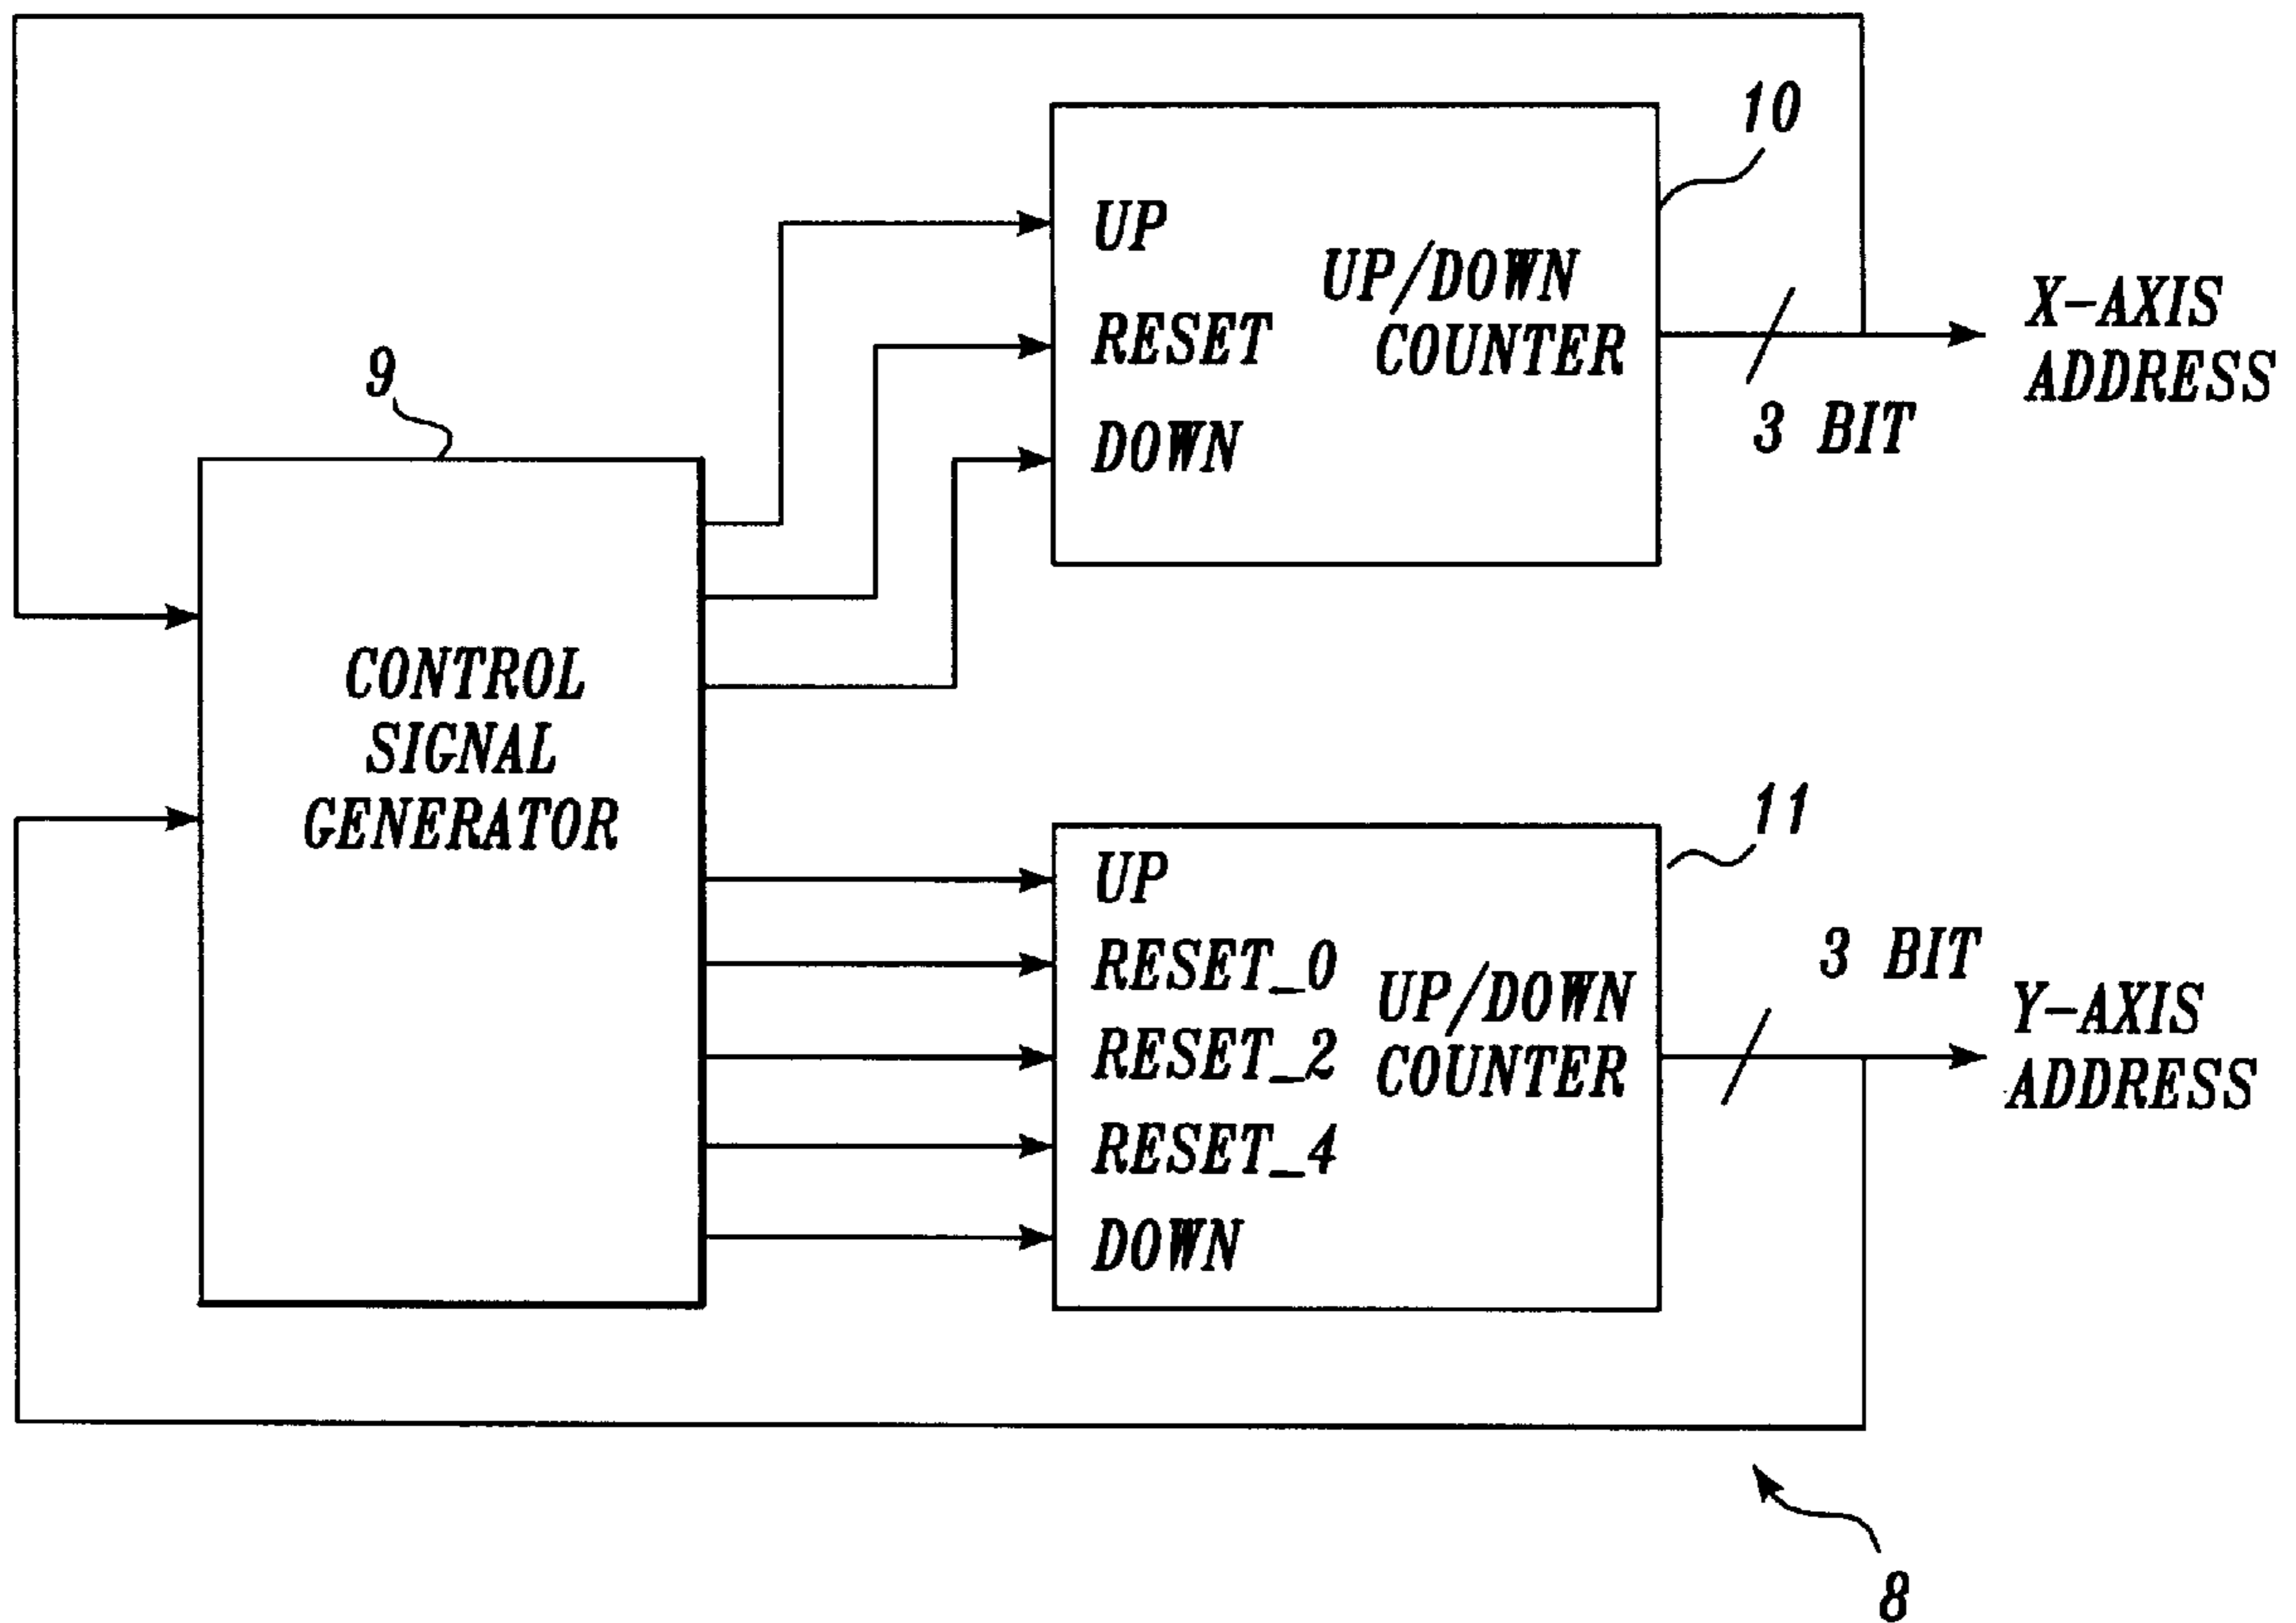 10
UP
RESET
DOWN
UP/DOWN
COUNTER
X-AXIS
ADDRESS
3 BIT
9
CONTROL
SIGNAL
GENERATOR
11
UP
RESET_0
RESET_2
RESET_4
DOWN
UP/DOWN
COUNTER
3 BIT
Y-AXIS
ADDRESS
8